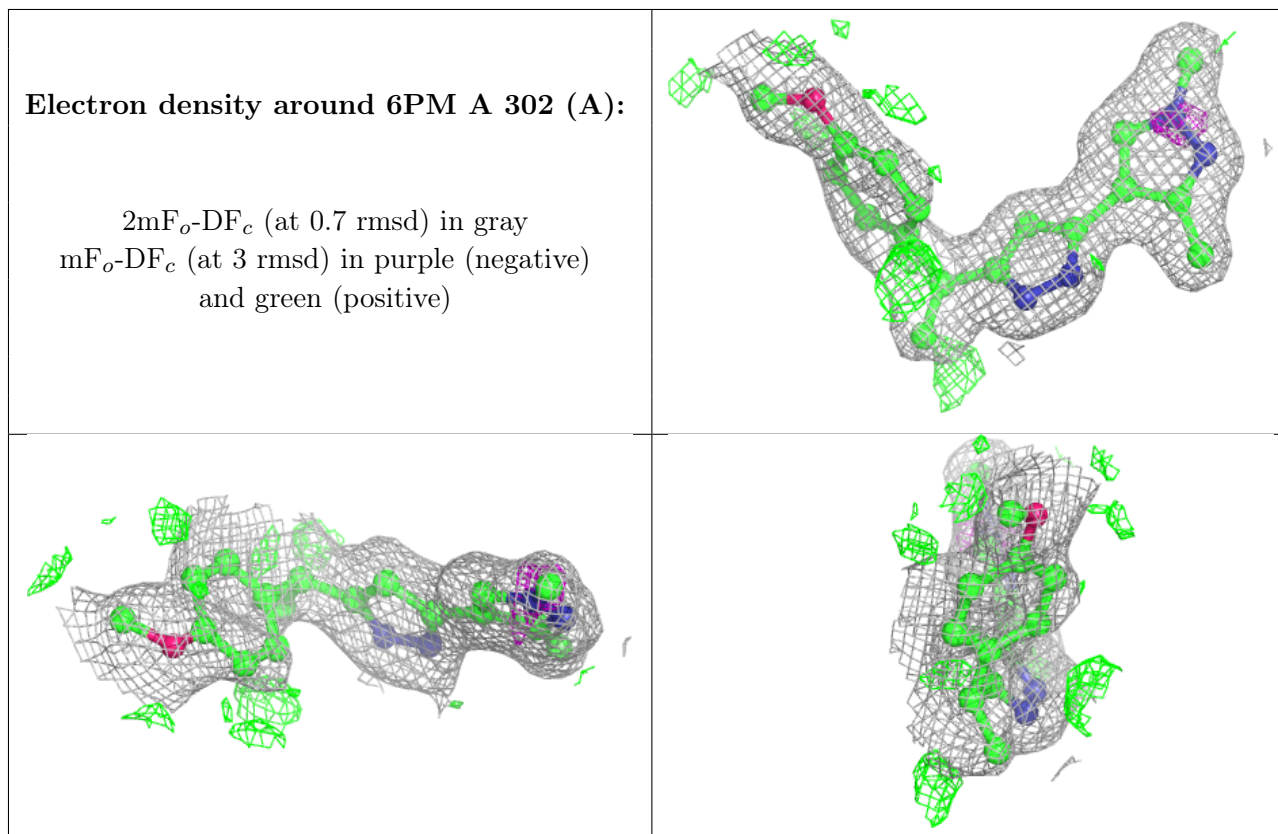 Electron density around 6PM A 302 (A):
2mFₒ-DF𝒸 (at 0.7 rmsd) in gray
mFₒ-DF𝒸 (at 3 rmsd) in purple (negative)
and green (positive)